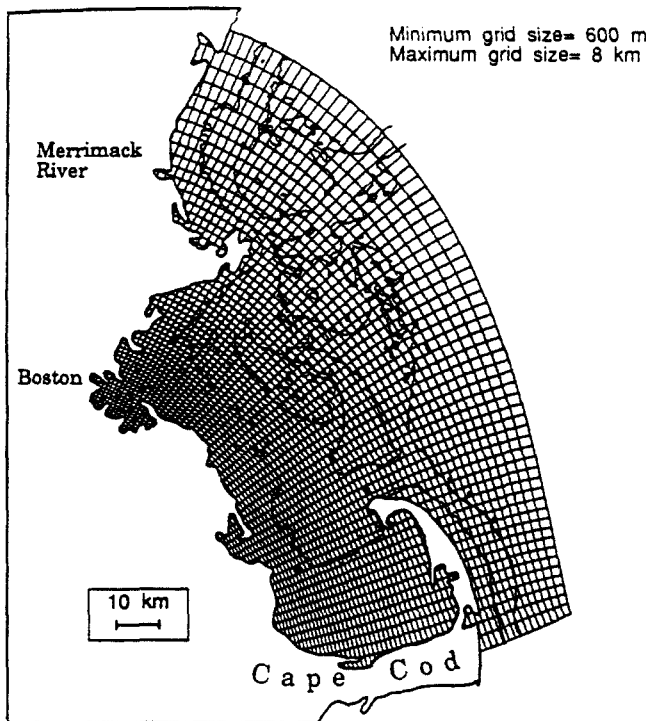 Minimum grid size= 600 m
Maximum grid size= 8 km
Merrimack
River
Boston
10 km
Cape Cod